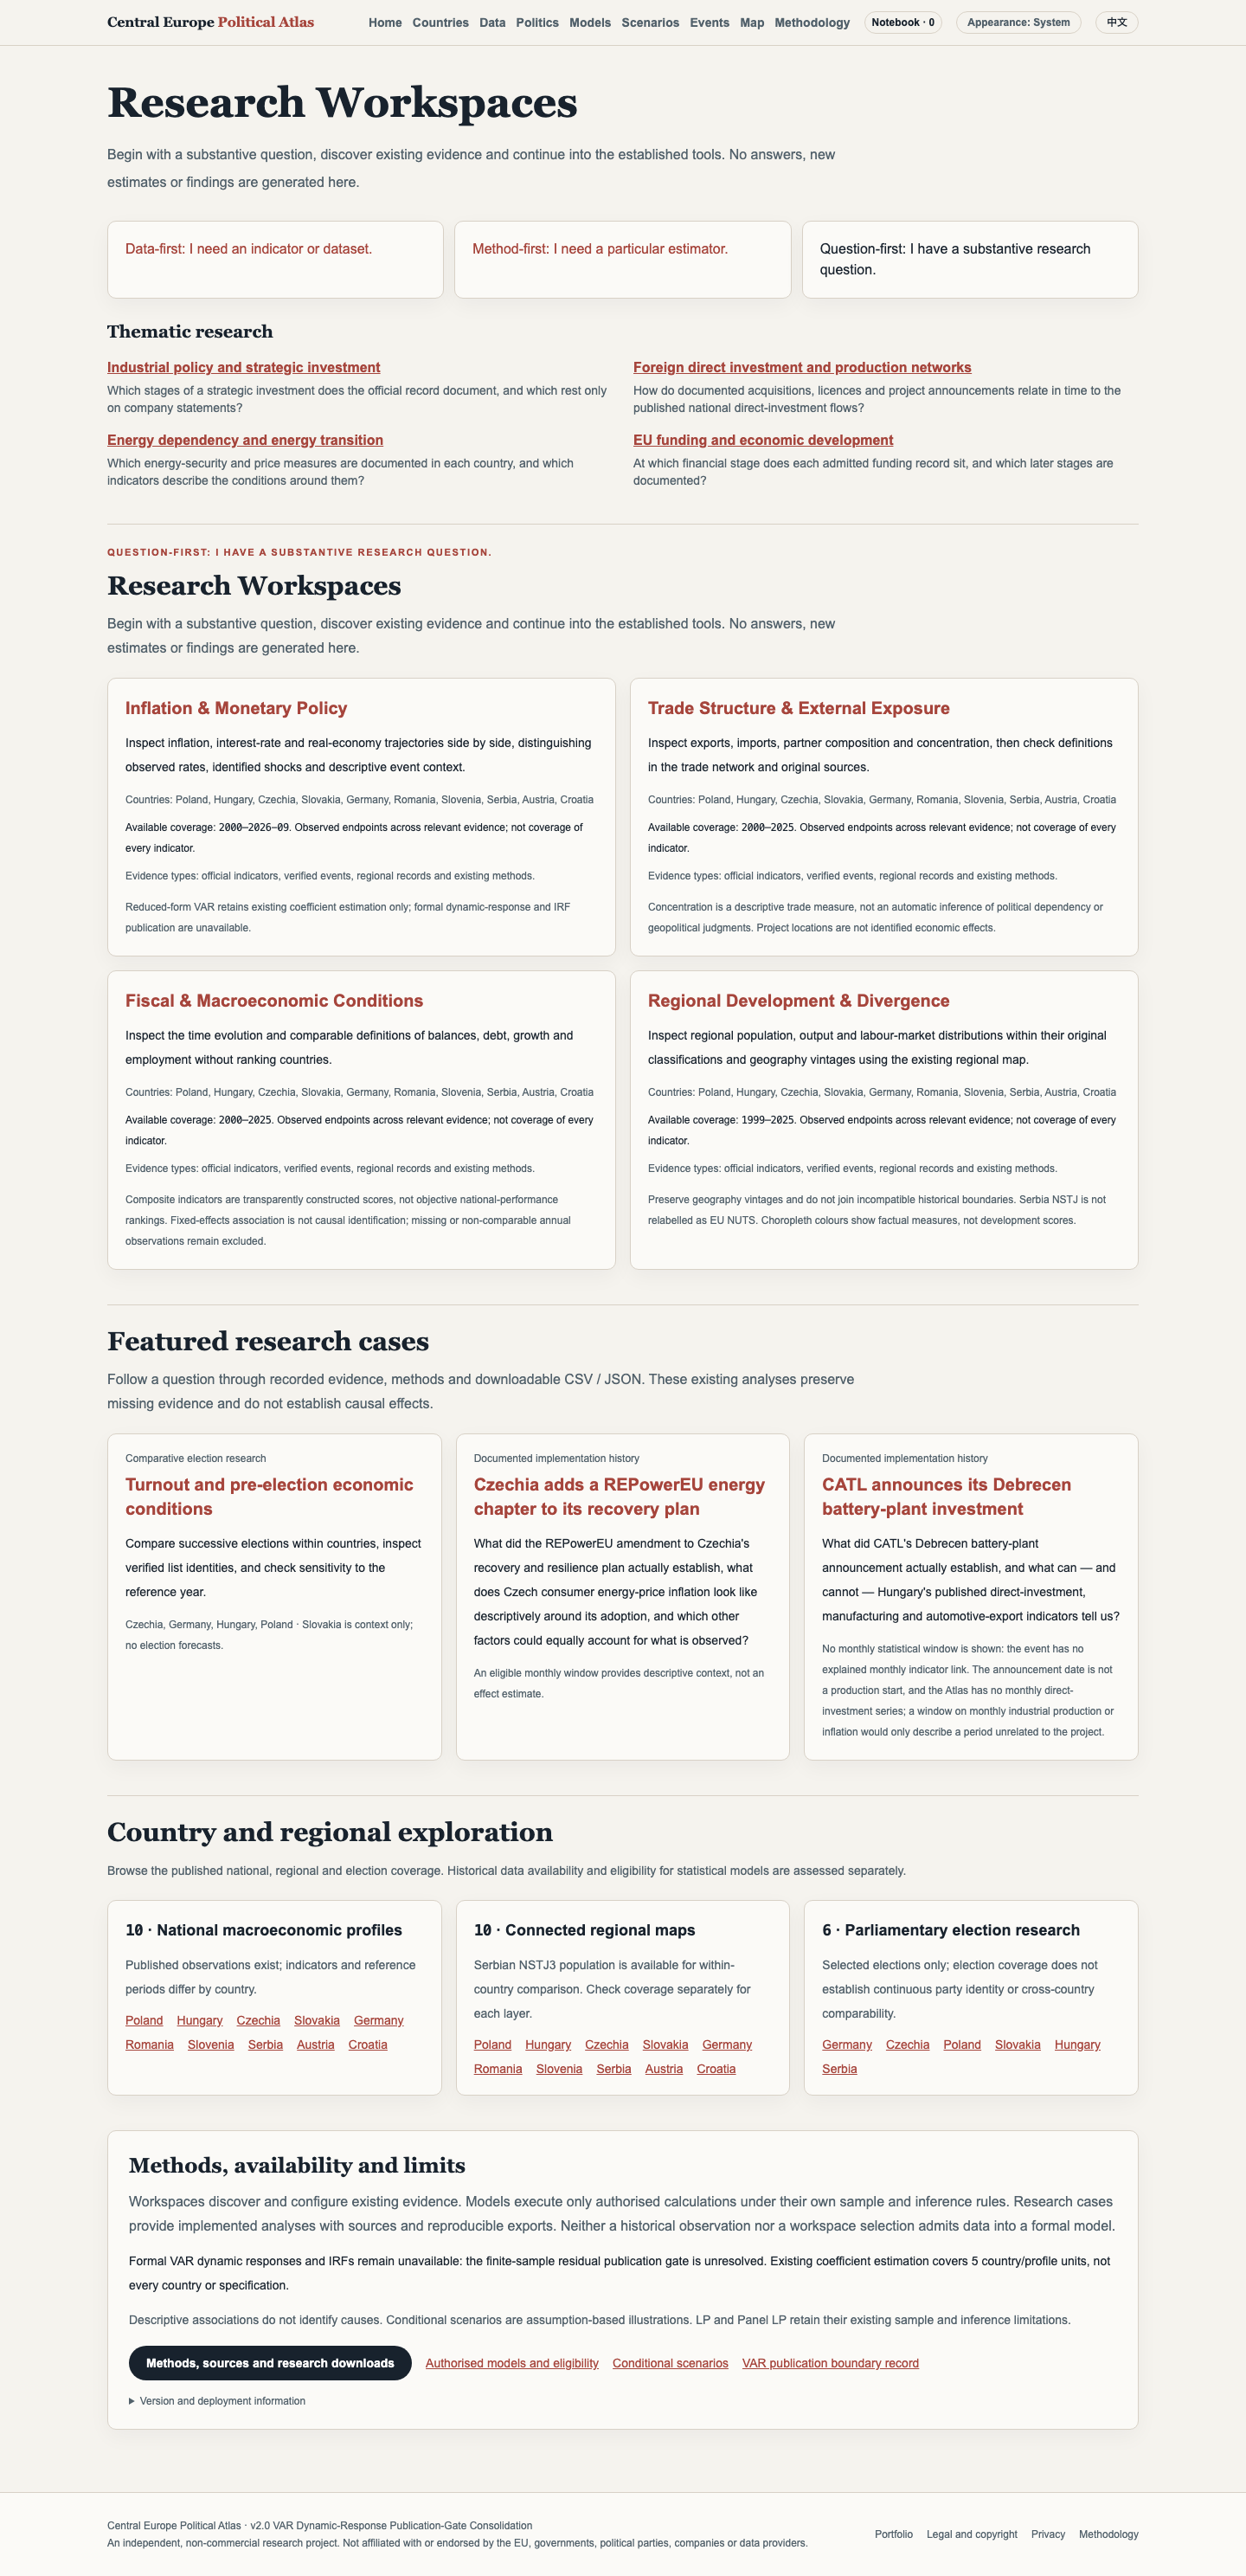 Central Europe Political Atlas
Home Countries Data Politics Models Scenarios Events Map Methodology Notebook · 0 Appearance: System 中文
Research Workspaces
Begin with a substantive question, discover existing evidence and continue into the established tools. No answers, new
estimates or findings are generated here.
Data-first: I need an indicator or dataset.
Method-first: I need a particular estimator.
Question-first: I have a substantive research
question.
Thematic research
Industrial policy and strategic investment
Which stages of a strategic investment does the official record document, and which rest only
on company statements?
Foreign direct investment and production networks
How do documented acquisitions, licences and project announcements relate in time to the
published national direct-investment flows?
Energy dependency and energy transition
Which energy-security and price measures are documented in each country, and which
indicators describe the conditions around them?
EU funding and economic development
At which financial stage does each admitted funding record sit, and which later stages are
documented?
QUESTION-FIRST: I HAVE A SUBSTANTIVE RESEARCH QUESTION.
Research Workspaces
Begin with a substantive question, discover existing evidence and continue into the established tools. No answers, new
estimates or findings are generated here.
Inflation & Monetary Policy
Inspect inflation, interest-rate and real-economy trajectories side by side, distinguishing
observed rates, identified shocks and descriptive event context.
Countries: Poland, Hungary, Czechia, Slovakia, Germany, Romania, Slovenia, Serbia, Austria, Croatia
Available coverage: 2000–2026-09. Observed endpoints across relevant evidence; not coverage of
every indicator.
Evidence types: official indicators, verified events, regional records and existing methods.
Reduced-form VAR retains existing coefficient estimation only; formal dynamic-response and IRF
publication are unavailable.
Trade Structure & External Exposure
Inspect exports, imports, partner composition and concentration, then check definitions
in the trade network and original sources.
Countries: Poland, Hungary, Czechia, Slovakia, Germany, Romania, Slovenia, Serbia, Austria, Croatia
Available coverage: 2000–2025. Observed endpoints across relevant evidence; not coverage of every
indicator.
Evidence types: official indicators, verified events, regional records and existing methods.
Concentration is a descriptive trade measure, not an automatic inference of political dependency or
geopolitical judgments. Project locations are not identified economic effects.
Fiscal & Macroeconomic Conditions
Inspect the time evolution and comparable definitions of balances, debt, growth and
employment without ranking countries.
Countries: Poland, Hungary, Czechia, Slovakia, Germany, Romania, Slovenia, Serbia, Austria, Croatia
Available coverage: 2000–2025. Observed endpoints across relevant evidence; not coverage of every
indicator.
Evidence types: official indicators, verified events, regional records and existing methods.
Composite indicators are transparently constructed scores, not objective national-performance
rankings. Fixed-effects association is not causal identification; missing or non-comparable annual
observations remain excluded.
Regional Development & Divergence
Inspect regional population, output and labour-market distributions within their original
classifications and geography vintages using the existing regional map.
Countries: Poland, Hungary, Czechia, Slovakia, Germany, Romania, Slovenia, Serbia, Austria, Croatia
Available coverage: 1999–2025. Observed endpoints across relevant evidence; not coverage of every
indicator.
Evidence types: official indicators, verified events, regional records and existing methods.
Preserve geography vintages and do not join incompatible historical boundaries. Serbia NSTJ is not
relabelled as EU NUTS. Choropleth colours show factual measures, not development scores.
Featured research cases
Follow a question through recorded evidence, methods and downloadable CSV / JSON. These existing analyses preserve
missing evidence and do not establish causal effects.
Comparative election research
Turnout and pre-election economic
conditions
Compare successive elections within countries, inspect
verified list identities, and check sensitivity to the
reference year.
Czechia, Germany, Hungary, Poland · Slovakia is context only;
no election forecasts.
Documented implementation history
Czechia adds a REPowerEU energy
chapter to its recovery plan
What did the REPowerEU amendment to Czechia's
recovery and resilience plan actually establish, what
does Czech consumer energy-price inflation look like
descriptively around its adoption, and which other
factors could equally account for what is observed?
An eligible monthly window provides descriptive context, not an
effect estimate.
Documented implementation history
CATL announces its Debrecen
battery-plant investment
What did CATL's Debrecen battery-plant
announcement actually establish, and what can — and
cannot — Hungary's published direct-investment,
manufacturing and automotive-export indicators tell us?
No monthly statistical window is shown: the event has no
explained monthly indicator link. The announcement date is not
a production start, and the Atlas has no monthly direct-
investment series; a window on monthly industrial production or
inflation would only describe a period unrelated to the project.
Country and regional exploration
Browse the published national, regional and election coverage. Historical data availability and eligibility for statistical models are assessed separately.
10 · National macroeconomic profiles
Published observations exist; indicators and reference
periods differ by country.
Poland Hungary Czechia Slovakia Germany
Romania Slovenia Serbia Austria Croatia
10 · Connected regional maps
Serbian NSTJ3 population is available for within-
country comparison. Check coverage separately for
each layer.
Poland Hungary Czechia Slovakia Germany
Romania Slovenia Serbia Austria Croatia
6 · Parliamentary election research
Selected elections only; election coverage does not
establish continuous party identity or cross-country
comparability.
Germany Czechia Poland Slovakia Hungary
Serbia
Methods, availability and limits
Workspaces discover and configure existing evidence. Models execute only authorised calculations under their own sample and inference rules. Research cases
provide implemented analyses with sources and reproducible exports. Neither a historical observation nor a workspace selection admits data into a formal model.
Formal VAR dynamic responses and IRFs remain unavailable: the finite-sample residual publication gate is unresolved. Existing coefficient estimation covers 5 country/profile units, not
every country or specification.
Descriptive associations do not identify causes. Conditional scenarios are assumption-based illustrations. LP and Panel LP retain their existing sample and inference limitations.
Methods, sources and research downloads Authorised models and eligibility Conditional scenarios VAR publication boundary record
Version and deployment information
Central Europe Political Atlas · v2.0 VAR Dynamic-Response Publication-Gate Consolidation
An independent, non-commercial research project. Not affiliated with or endorsed by the EU, governments, political parties, companies or data providers.
Portfolio Legal and copyright Privacy Methodology